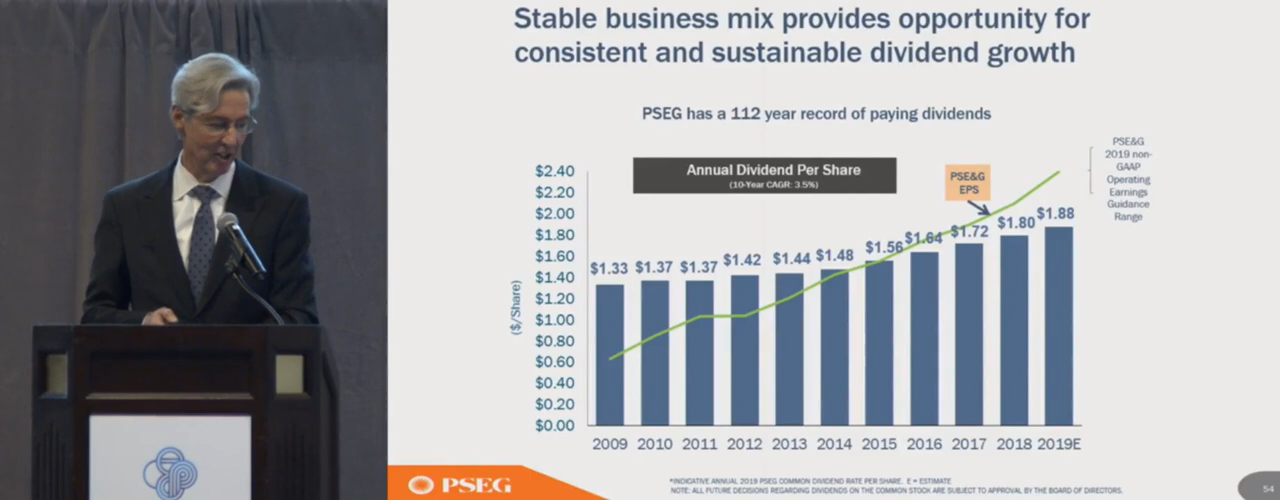 Stable business mix provides opportunity for
consistent and sustainable dividend growth
PSEG has a 112 year record of paying dividends
Annual Dividend Per Share
(10-Year CAGR: 3.5%)
PSE&G
EPS
PSE&G
2019 non-
GAAP
Operating
Earnings
Guidance
Range
($/Share)
$2.40
$2.20
$2.00
$1.80
$1.60
$1.40
$1.20
$1.00
$0.80
$0.60
$0.40
$0.20
$0.00
$1.33 $1.37 $1.37 $1.42 $1.44 $1.48 $1.56 $1.64 $1.72 $1.80 $1.88
2009 2010 2011 2012 2013 2014 2015 2016 2017 2018 2019E
PSEG
*INDICATIVE ANNUAL 2019 PSEG COMMON DIVIDEND RATE PER SHARE. E = ESTIMATE
NOTE: ALL FUTURE DECISIONS REGARDING DIVIDENDS ON THE COMMON STOCK ARE SUBJECT TO APPROVAL BY THE BOARD OF DIRECTORS.
54